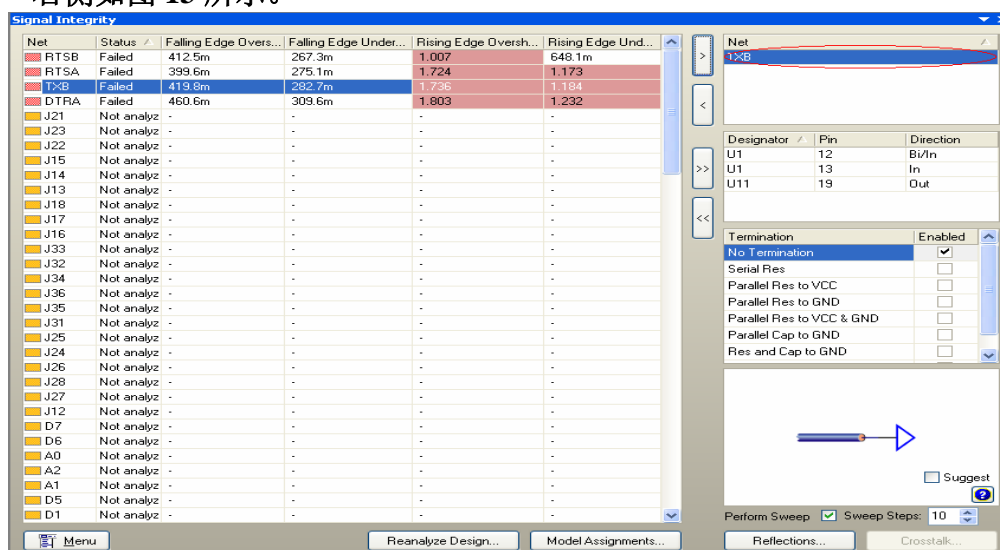 右侧如图 15 所示。
Signal Integrity
Net Status Falling Edge Overs... Falling Edge Under... Rising Edge Oversh... Rising Edge Und...
RTSB Failed 412.5m 267.3m 1.007 648.1m
RTSA Failed 399.6m 275.1m 1.724 1.173
TXB Failed 419.8m 282.7m 1.736 1.184
DTRA Failed 460.6m 309.6m 1.803 1.232
J21 Not analyz - - - -
J23 Not analyz - - - -
J22 Not analyz - - - -
J15 Not analyz - - - -
J14 Not analyz - - - -
J13 Not analyz - - - -
J18 Not analyz - - - -
J17 Not analyz - - - -
J16 Not analyz - - - -
J33 Not analyz - - - -
J32 Not analyz - - - -
J34 Not analyz - - - -
J36 Not analyz - - - -
J35 Not analyz - - - -
J31 Not analyz - - - -
J25 Not analyz - - - -
J24 Not analyz - - - -
J26 Not analyz - - - -
J28 Not analyz - - - -
J27 Not analyz - - - -
J12 Not analyz - - - -
D7 Not analyz - - - -
D6 Not analyz - - - -
A0 Not analyz - - - -
A2 Not analyz - - - -
A1 Not analyz - - - -
D5 Not analyz - - - -
D1 Not analyz - - - -
>
<
>>
<<
Net
TXB
Designator Pin Direction
U1 12 Bi/In
U1 13 In
U11 19 Out
Termination Enabled
No Termination
Serial Res
Parallel Res to VCC
Parallel Res to GND
Parallel Res to VCC & GND
Parallel Cap to GND
Res and Cap to GND
Suggest
?
Perform Sweep Sweep Steps: 10
Menu Reanalyze Design... Model Assignments... Reflections... Crosstalk...